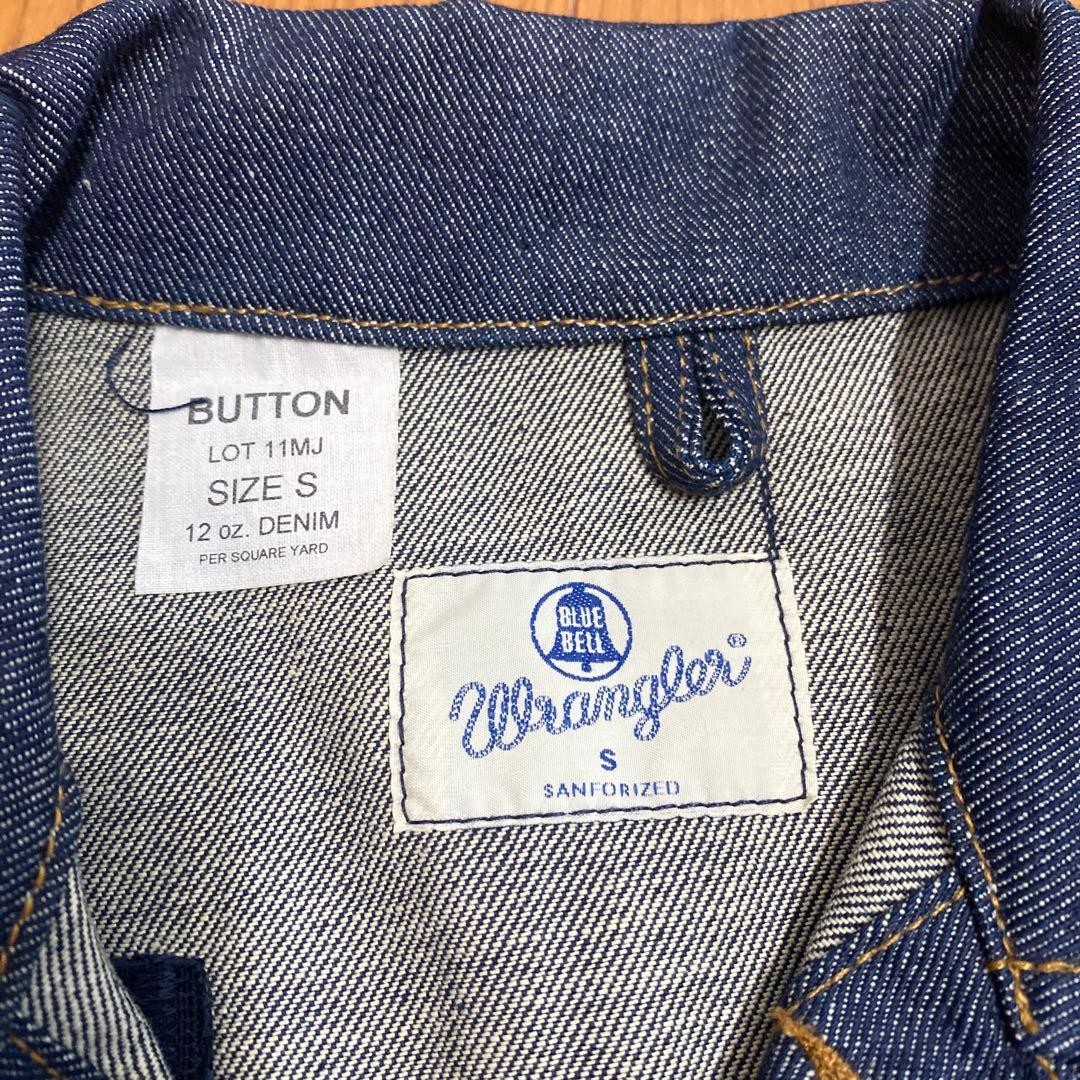 BUTTON
LOT 11MJ
SIZE S
12 oz. DENIM
PER SQUARE YARD
BLUE
BELL
Wrangler®
S
SANFORIZED